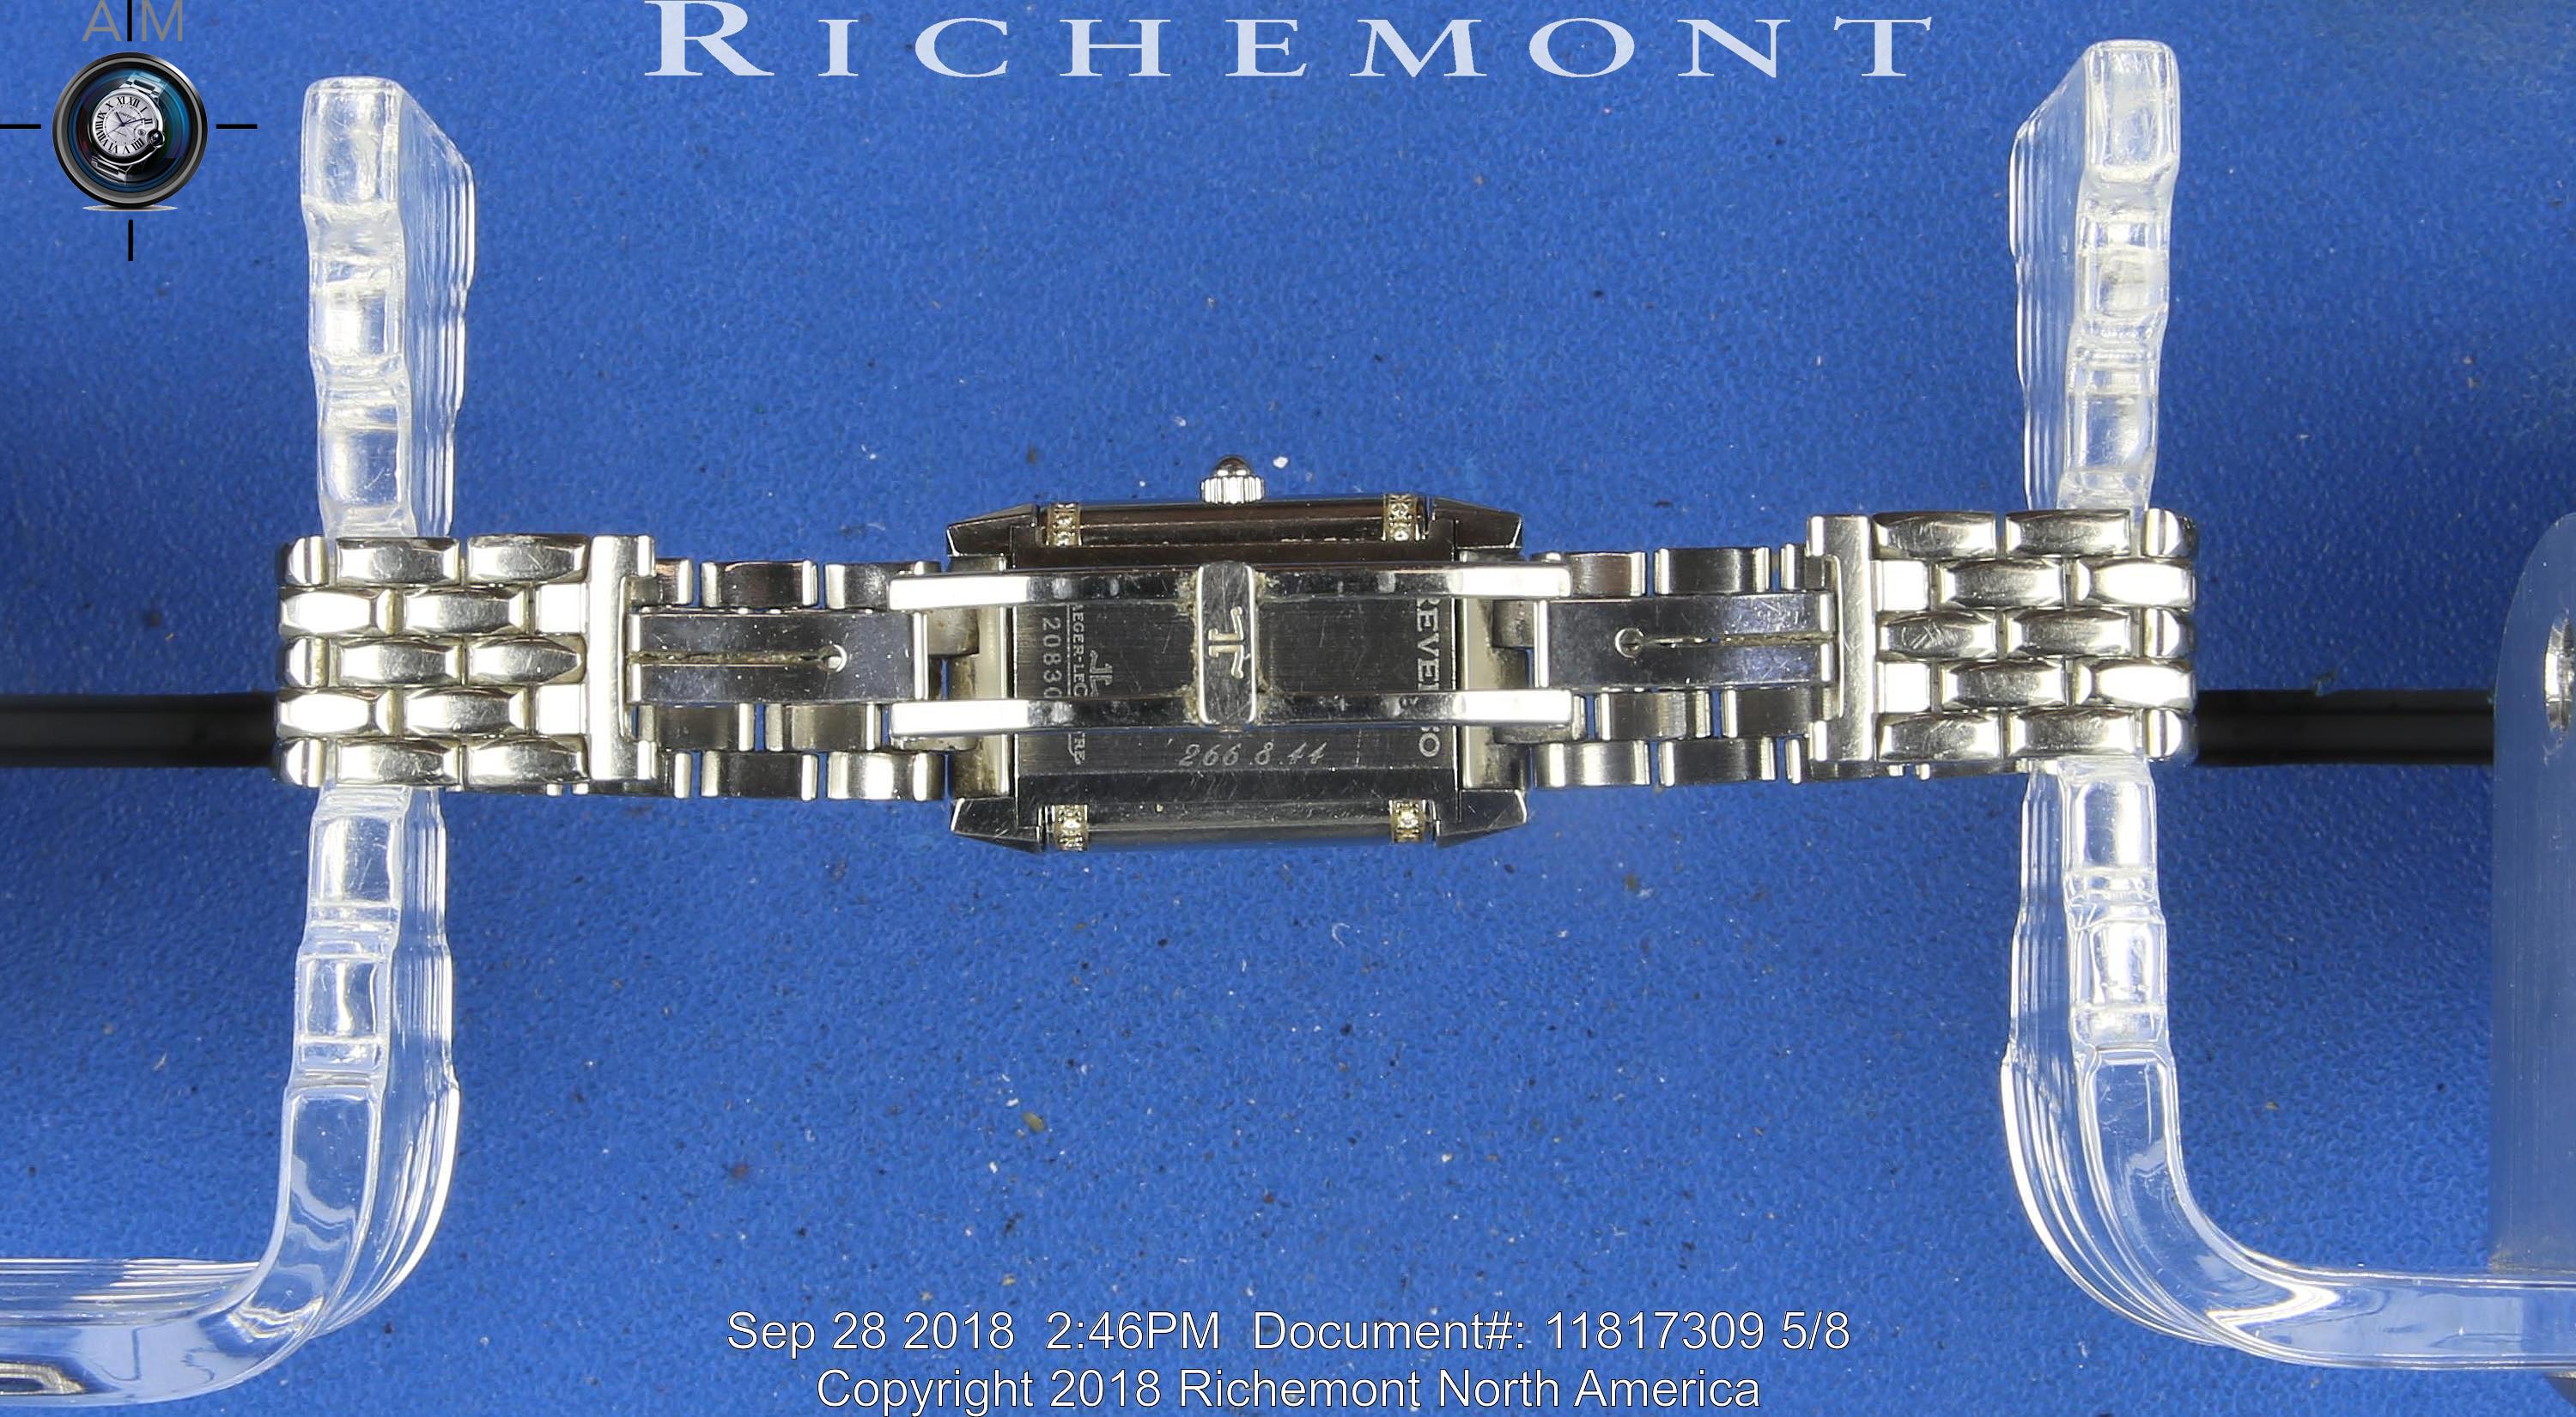 AM
RICHEMONT
266.8.44
Sep 28 2018 2:46PM Document#: 11817309 5/8
Copyright 2018 Richemont North America